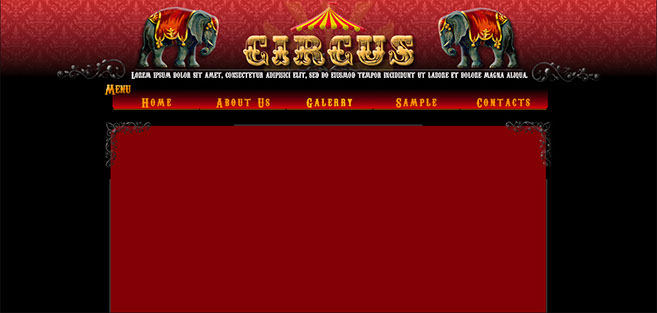 CIRCUS
Lorem ipsum dolor sit amet, consectetur adipisici elit, sed do eiusmod tempor incididunt ut labore et dolore magna aliqua.
Menu
Home About Us Galerry Sample Contacts